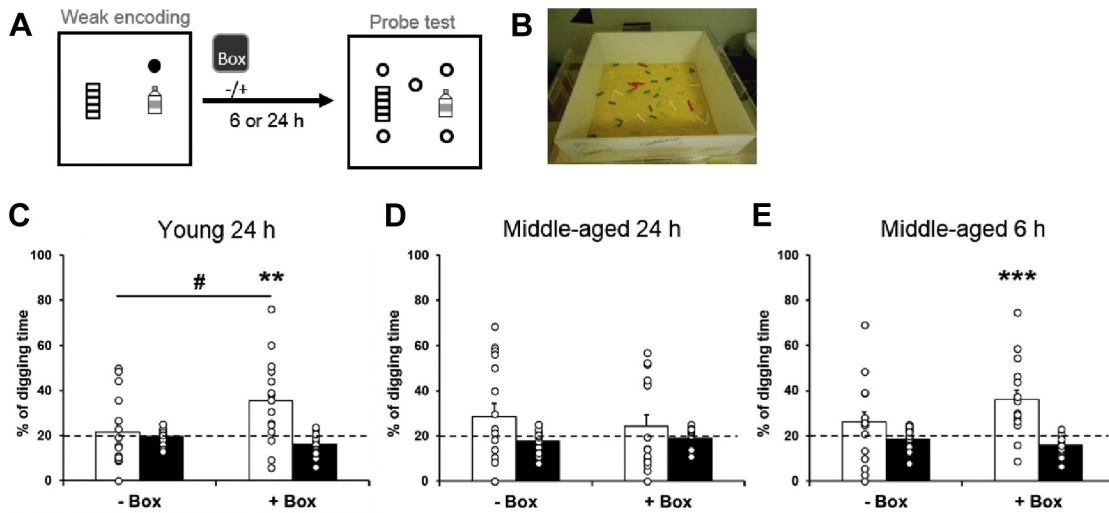 A
Weak encoding
Box
-/+
6 or 24 h
Probe test
B
C
Young 24 h
% of digging time
100
80
60
40
20
0
#
**
- Box
+ Box
D
Middle-aged 24 h
% of digging time
100
80
60
40
20
0
- Box
+ Box
E
Middle-aged 6 h
% of digging time
100
80
60
40
20
0
***
- Box
+ Box